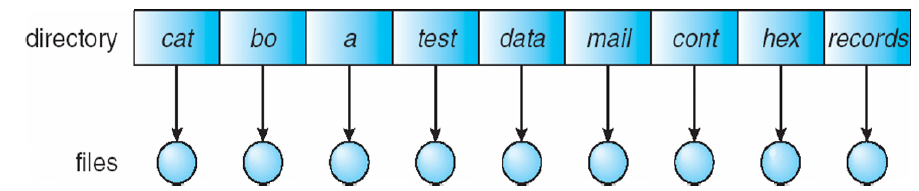 directory cat bo a test data mail cont hex records
files